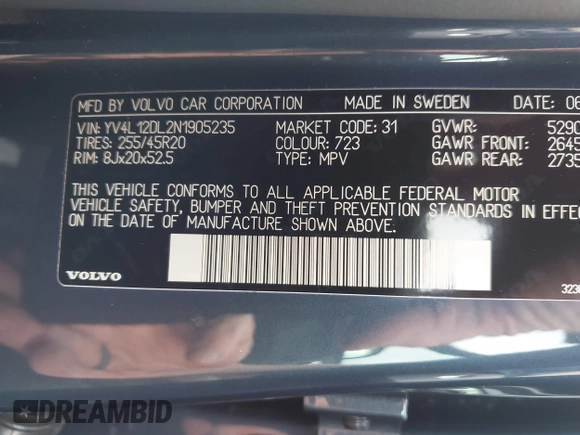 MFD BY VOLVO CAR CORPORATION MADE IN SWEDEN DATE: 06
VIN: YV4L12DL2N1905235 MARKET CODE: 31 GVWR: 5290
TIRES: 255/45R20 COLOUR: 723 GAWR FRONT: 2645
RIM: 8Jx20x52.5 TYPE: MPV GAWR REAR: 2735
THIS VEHICLE CONFORMS TO ALL APPLICABLE FEDERAL MOTOR
VEHICLE SAFETY, BUMPER AND THEFT PREVENTION STANDARDS IN EFFEC
ON THE DATE OF MANUFACTURE SHOWN ABOVE.
VOLVO
DREAMBID